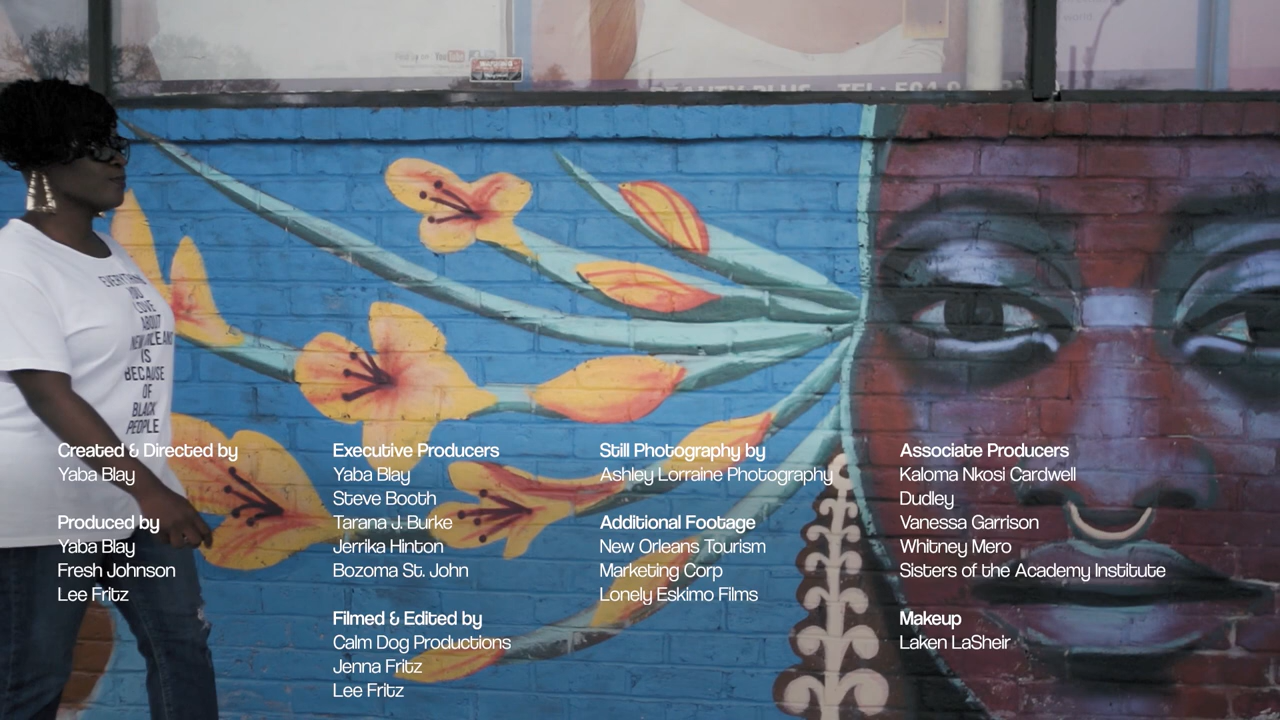 YouTube
EVERYTHING
YOU
LOVE
ABOUT
NEW ORLEANS
IS
BECAUSE
OF
BLACK
PEOPLE
Created & Directed by
Yaba Blay
Produced by
Yaba Blay
Fresh Johnson
Lee Fritz
Executive Producers
Yaba Blay
Steve Booth
Tarana J. Burke
Jerrika Hinton
Bozoma St. John
Filmed & Edited by
Calm Dog Productions
Jenna Fritz
Lee Fritz
Still Photography by
Ashley Lorraine Photography
Additional Footage
New Orleans Tourism
Marketing Corp
Lonely Eskimo Films
Associate Producers
Kaloma Nkosi Cardwell
Dudley
Vanessa Garrison
Whitney Mero
Sisters of the Academy Institute
Makeup
Laken LaSheir